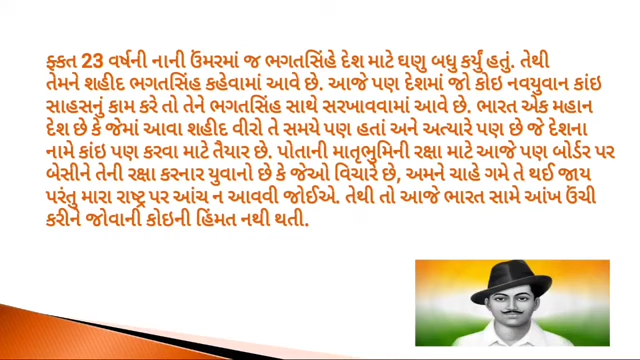 ફ્ક્ત 23 વર્ષની નાની ઉંમરમાં જ ભગતસિંહે દેશ માટે ઘણુ બધુ કર્યું હતું. તેથી
તેમને શહીદ ભગતસિંહ કહેવામાં આવે છે. આજે પણ દેશમાં જો કોઇ નવયુવાન કાંઇ
સાહસનું કામ કરે તો તેને ભગતસિંહ સાથે સરખાવવામાં આવે છે. ભારત એક મહાન
દેશ છે કે જેમાં આવા શહીદ વીરો તે સમયે પણ હતાં અને અત્યારે પણ છે જે દેશના
નામે કાંઇ પણ કરવા માટે તૈયાર છે. પોતાની માતૃભુમિની રક્ષા માટે આજે પણ બોર્ડર પર
બેસીને તેની રક્ષા કરનાર યુવાનો છે કે જેઓ વિચારે છે, અમને ચાહે ગમે તે થઈ જાય
પરંતુ મારા રાષ્ટ્ર પર આંચ ન આવવી જોઈએ. તેથી તો આજે ભારત સામે આંખ ઉંચી
કરીને જોવાની કોઇની હિંમત નથી થતી.